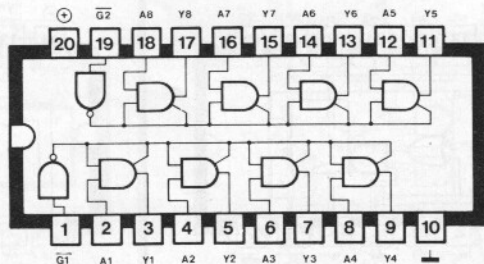 ⊕ G2 A8 Y8 A7 Y7 A6 Y6 A5 Y5
20 19 18 17 16 15 14 13 12 11
1 2 3 4 5 6 7 8 9 10
G1 A1 Y1 A2 Y2 A3 Y3 A4 Y4 ⊥